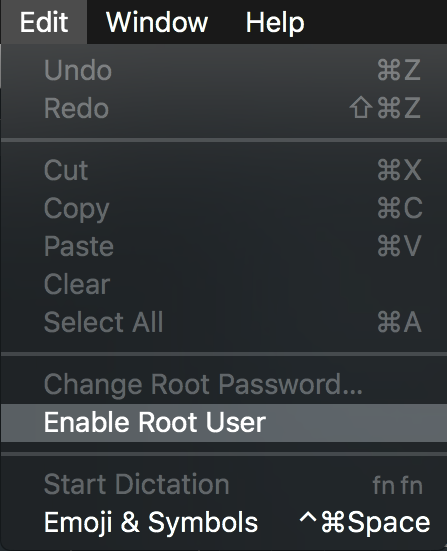 Edit Window Help
Undo ⌘Z
Redo ⇧⌘Z
Cut ⌘X
Copy ⌘C
Paste ⌘V
Clear
Select All ⌘A
Change Root Password...
Enable Root User
Start Dictation fn fn
Emoji & Symbols ^⌘Space